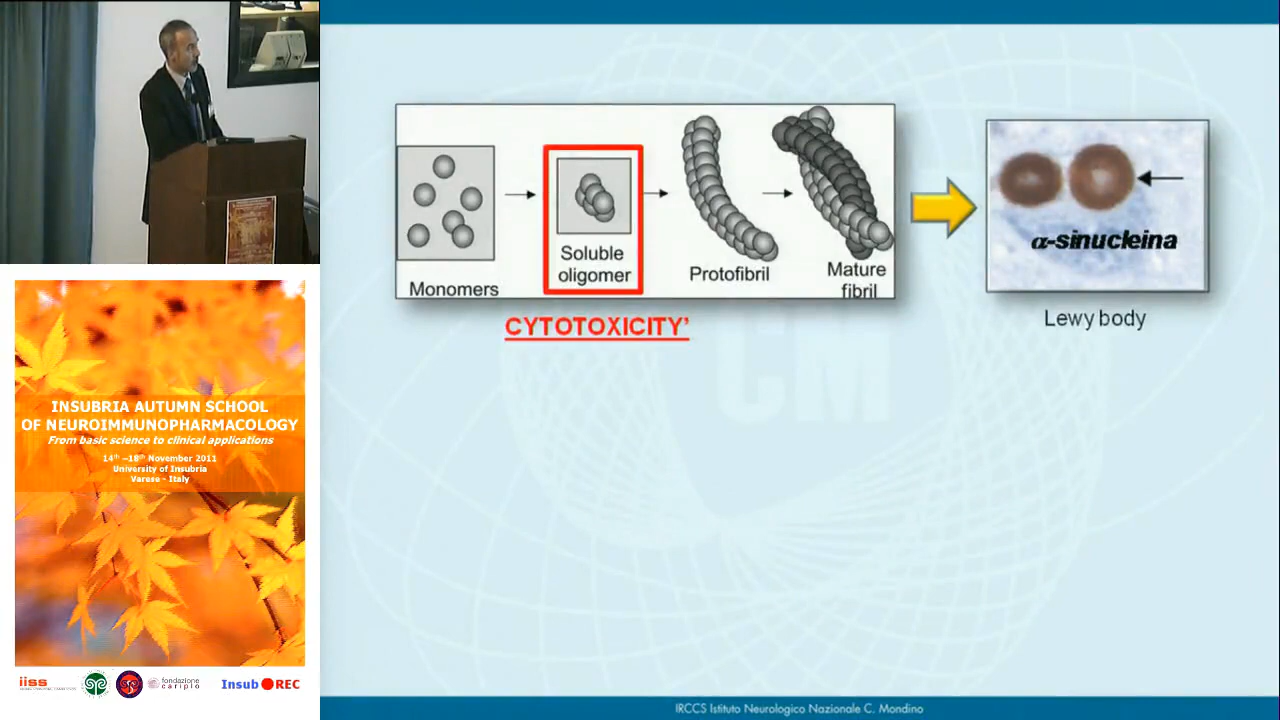 Monomers
Soluble
oligomer
Protofibril
Mature
fibril
CYTOTOXICITY'
α-sinucleina
Lewy body
INSUBRIA AUTUMN SCHOOL
OF NEUROIMMUNOPHARMACOLOGY
From basic science to clinical applications
14th –18th November 2011
University of Insubria
Varese - Italy
iiss
fondazione
cariplo
Insub REC
IRCCS Istituto Neurologico Nazionale C. Mondino